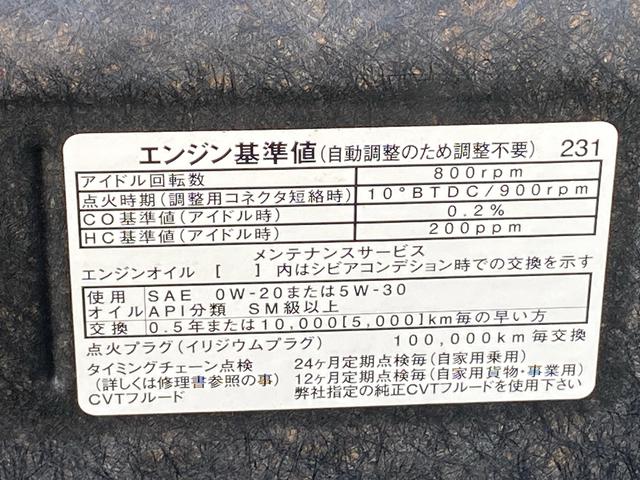 エンジン基準値(自動調整のため調整不要) 231
アイドル回転数 800rpm
点火時期(調整用コネクタ短絡時) 10°BTDC/900rpm
CO基準値(アイドル時) 0.2%
HC基準値(アイドル時) 200ppm
メンテナンスサービス
エンジンオイル [ ] 内はシビアコンデション時での交換を示す
使用 SAE 0W-20または5W-30
オイル API分類 SM級以上
交換 0.5年または10,000[5,000]km毎の早い方
点火プラグ(イリジウムプラグ) 100,000km毎交換
タイミングチェーン点検 24ヶ月定期点検毎(自家用乗用)
(詳しくは修理書参照の事) 12ヶ月定期点検毎(自家用貨物・事業用)
CVTフルード 弊社指定の純正CVTフルードを使用下さい